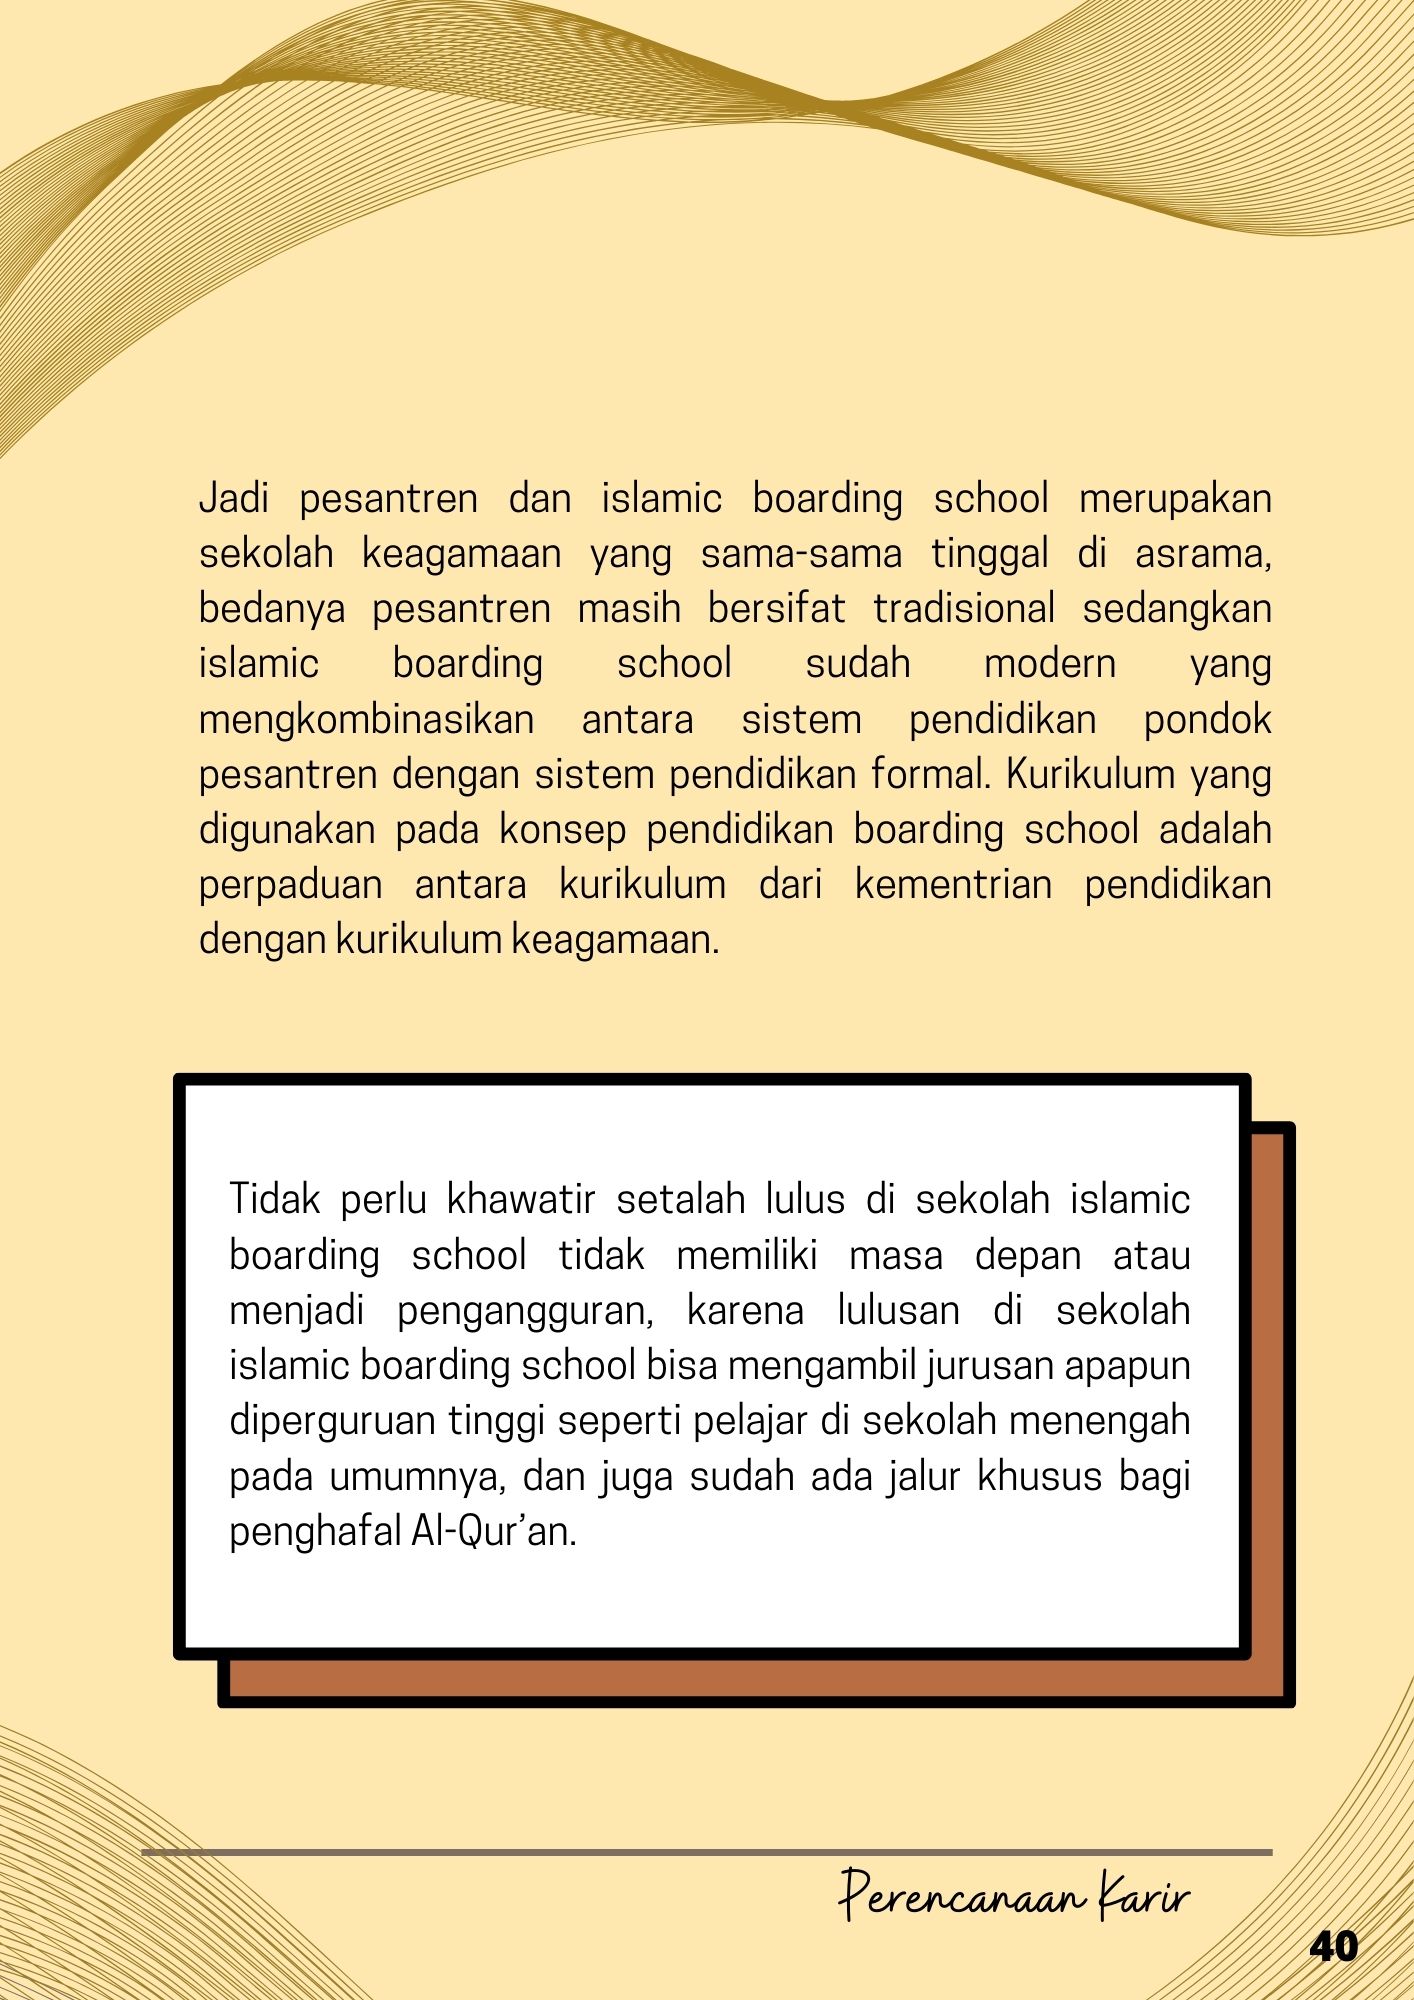 Jadi pesantren dan islamic boarding school merupakan
sekolah keagamaan yang sama-sama tinggal di asrama,
bedanya pesantren masih bersifat tradisional sedangkan
islamic boarding school sudah modern yang
mengkombinasikan antara sistem pendidikan pondok
pesantren dengan sistem pendidikan formal. Kurikulum yang
digunakan pada konsep pendidikan boarding school adalah
perpaduan antara kurikulum dari kementrian pendidikan
dengan kurikulum keagamaan.
Tidak perlu khawatir setalah lulus di sekolah islamic
boarding school tidak memiliki masa depan atau
menjadi pengangguran, karena lulusan di sekolah
islamic boarding school bisa mengambil jurusan apapun
diperguruan tinggi seperti pelajar di sekolah menengah
pada umumnya, dan juga sudah ada jalur khusus bagi
penghafal Al-Qur’an.
Perencanaan Karir
40